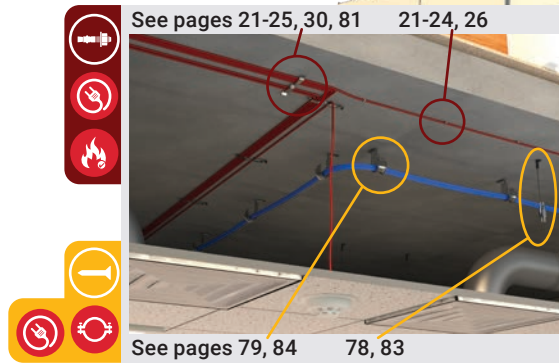 See pages 21-25, 30, 81
21-24, 26
See pages 79, 84
78, 83